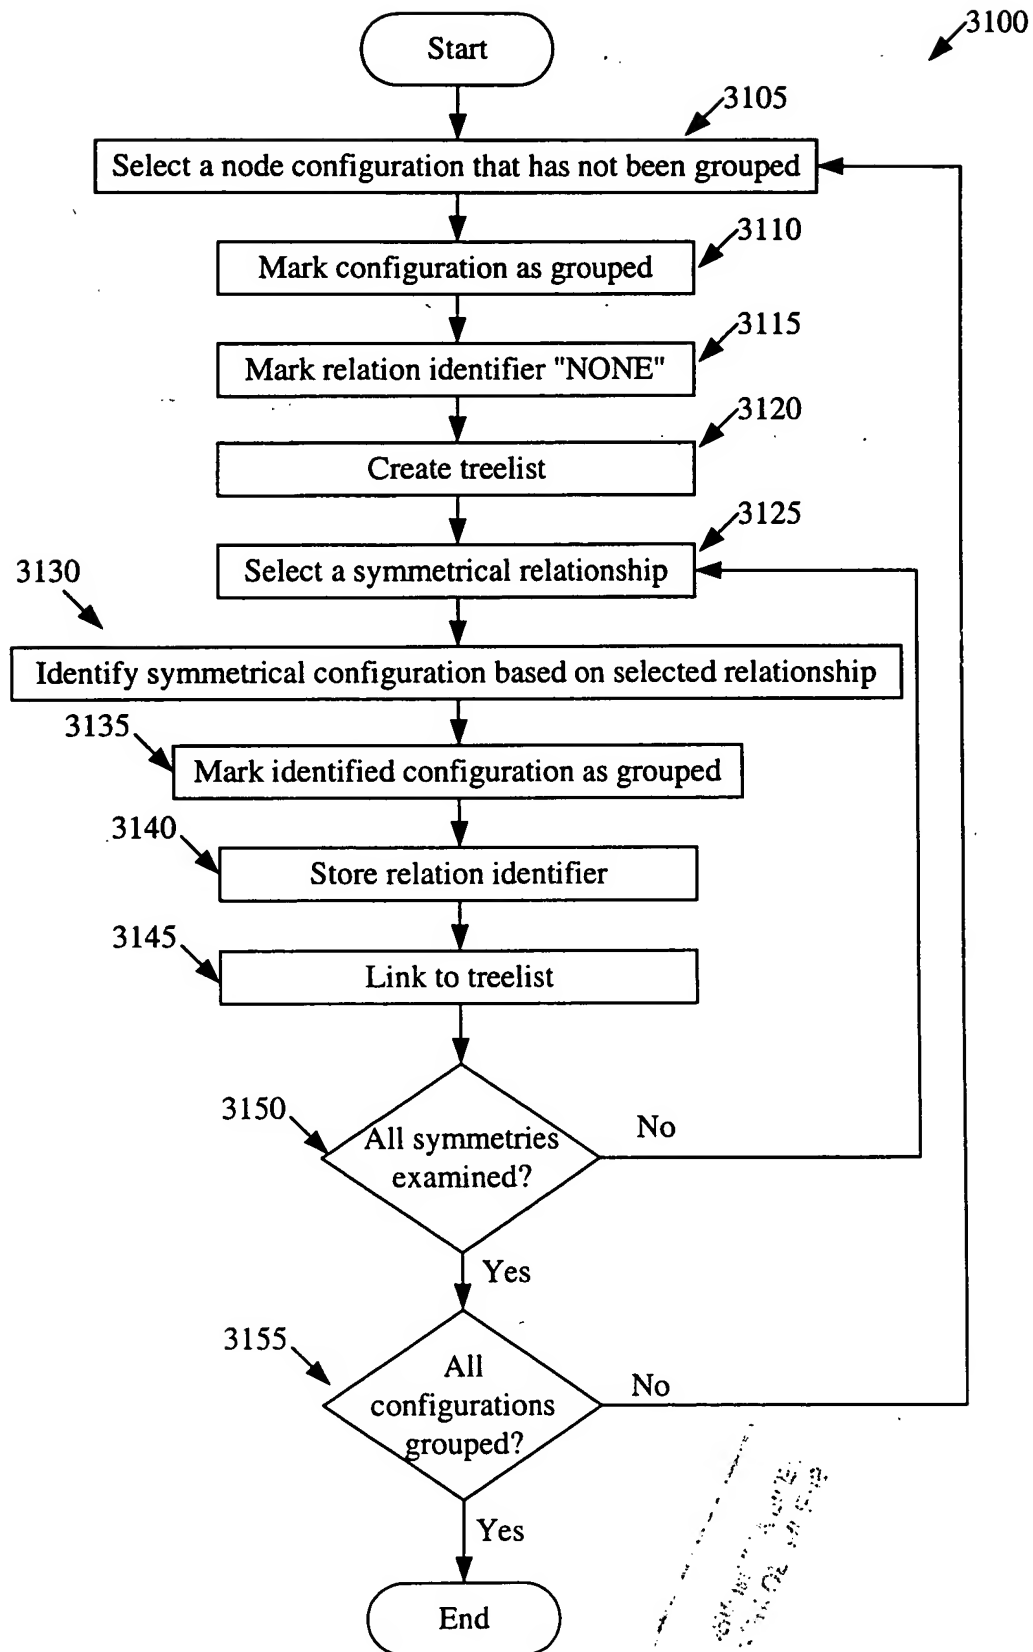 3100
Start
3105
Select a node configuration that has not been grouped
3110
Mark configuration as grouped
3115
Mark relation identifier "NONE"
3120
Create treelist
3125
Select a symmetrical relationship
3130
Identify symmetrical configuration based on selected relationship
3135
Mark identified configuration as grouped
3140
Store relation identifier
3145
Link to treelist
3150
All symmetries
examined?
No
Yes
3155
All
configurations
grouped?
No
Yes
End